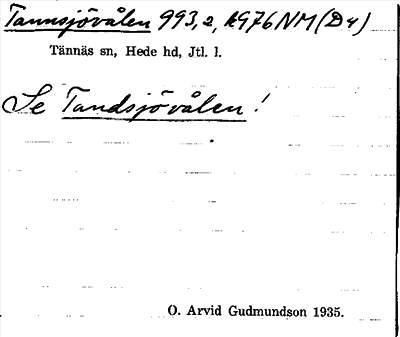 Tannsjövålen 993,2, k976NM(D4)
Tännäs sn, Hede hd, Jtl. l.
Se Tandsjövålen!
O. Arvid Gudmundson 1935.